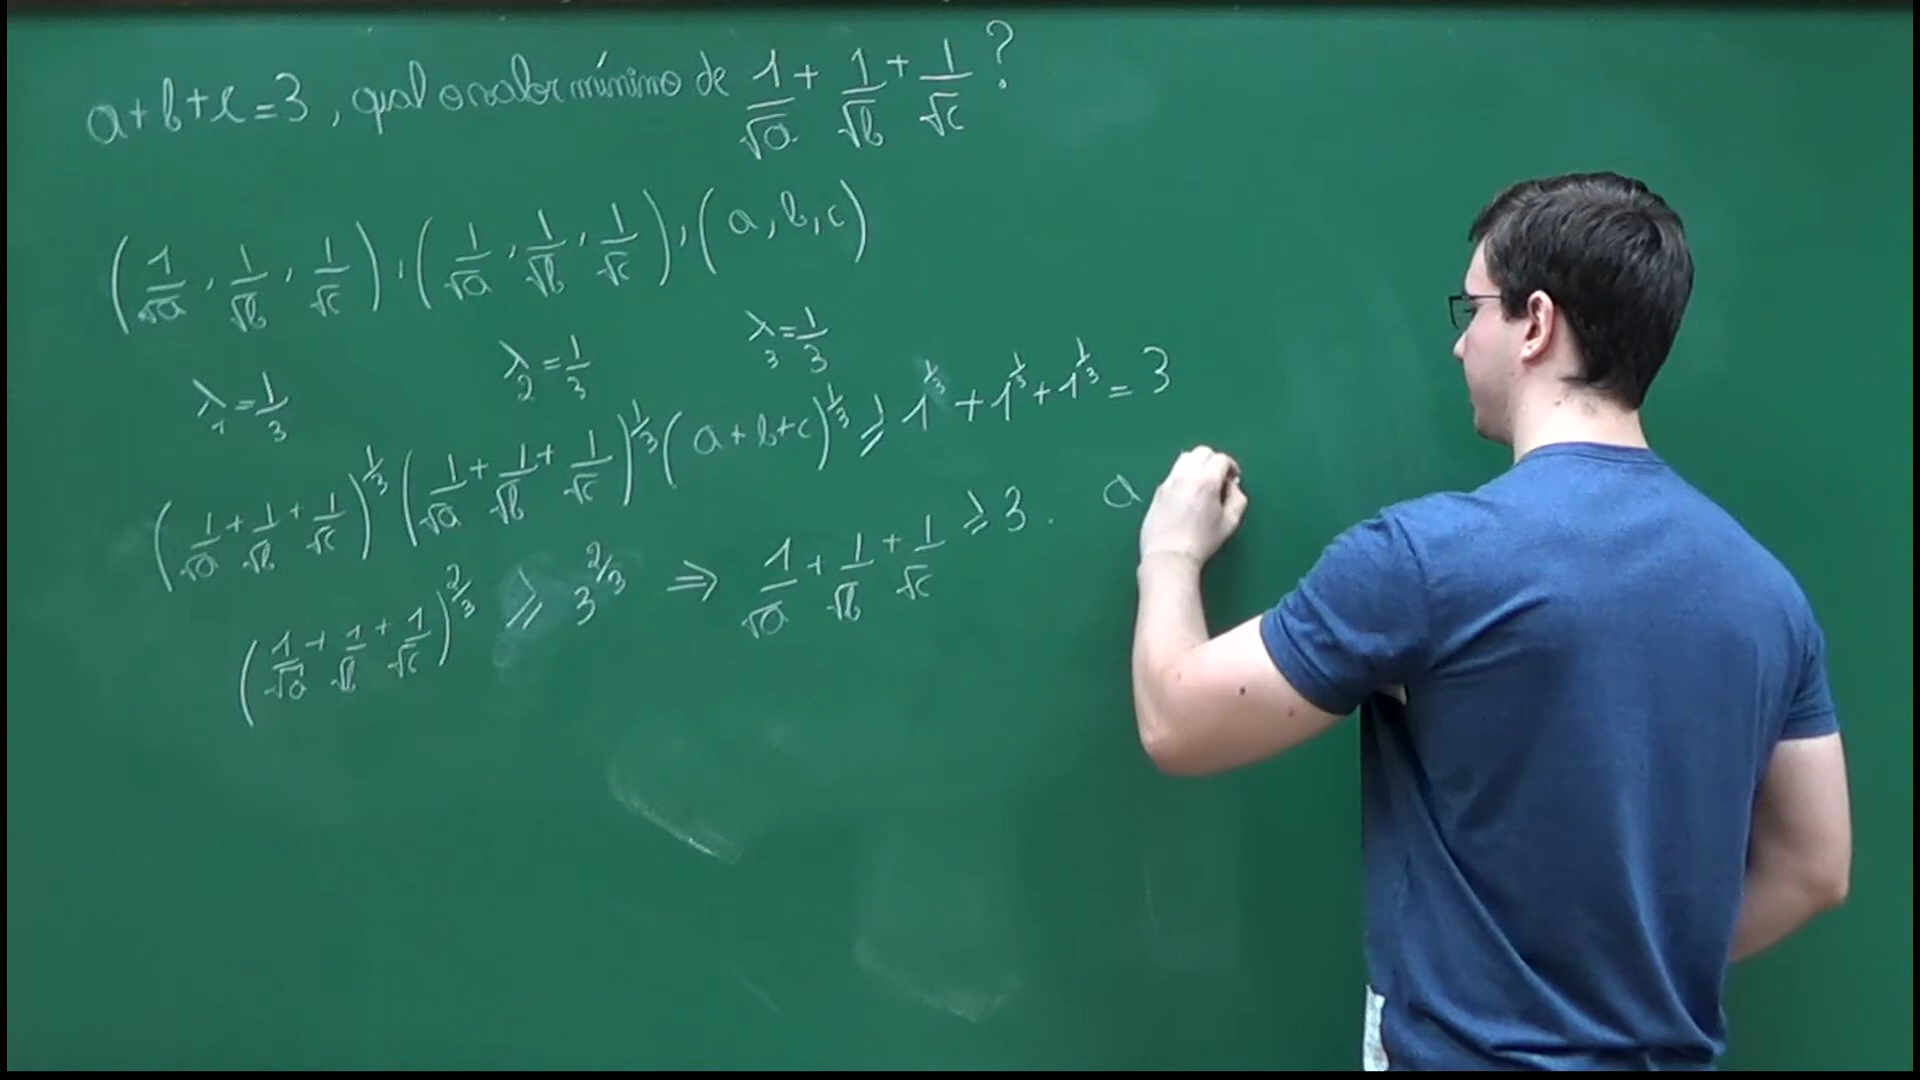 a+b+c=3, qual o valor mínimo de 1/√a + 1/√b + 1/√c ?
(1/√a, 1/√b, 1/√c), (1/√a, 1/√b, 1/√c), (a, b, c)
λ₁=1/3 λ₂=1/3 λ₃=1/3
(1/√a + 1/√b + 1/√c)^1/3 (1/√a + 1/√b + 1/√c)^1/3 (a+b+c)^1/3 ≥ 1^1/3 + 1^1/3 + 1^1/3 = 3
(1/√a + 1/√b + 1/√c)^2/3 ≥ 3^2/3 ⇒ 1/√a + 1/√b + 1/√c ≥ 3. a